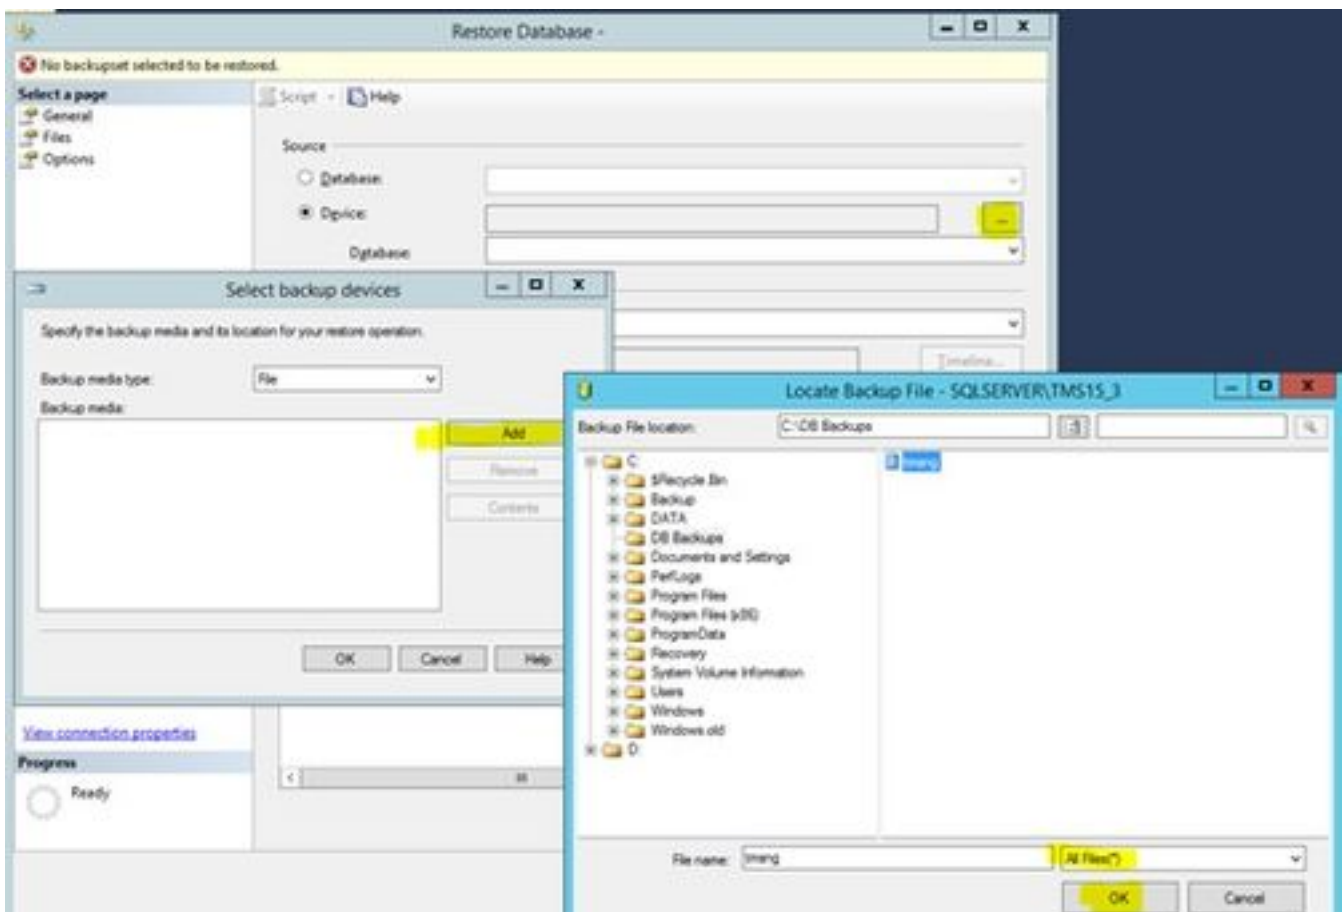 Restore Database -
No backupset selected to be restored.
Select a page
General
Files
Options
Script
Help
Source
Database:
Device:
...
Database:
Timeline...
Select backup devices
Specify the backup media and its location for your restore operation.
Backup media type:
File
Backup media:
Add
Remove
Contents
OK
Cancel
Help
View connection properties
Progress
Ready
Locate Backup File - SQLSERVER\TMS15_3
Backup File location:
C:\DB Backups
C:
$Recycle.Bin
Backup
DATA
DB Backups
Documents and Settings
PerfLogs
Program Files
Program Files (x86)
ProgramData
Recovery
System Volume Information
Users
Windows
Windows.old
D:
tmsng
File name:
tmsng
All Files(*)
OK
Cancel